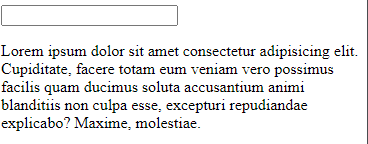 Lorem ipsum dolor sit amet consectetur adipisicing elit.
Cupiditate, facere totam eum veniam vero possimus
facilis quam ducimus soluta accusantium animi
blanditiis non culpa esse, excepturi repudiandae
explicabo? Maxime, molestiae.